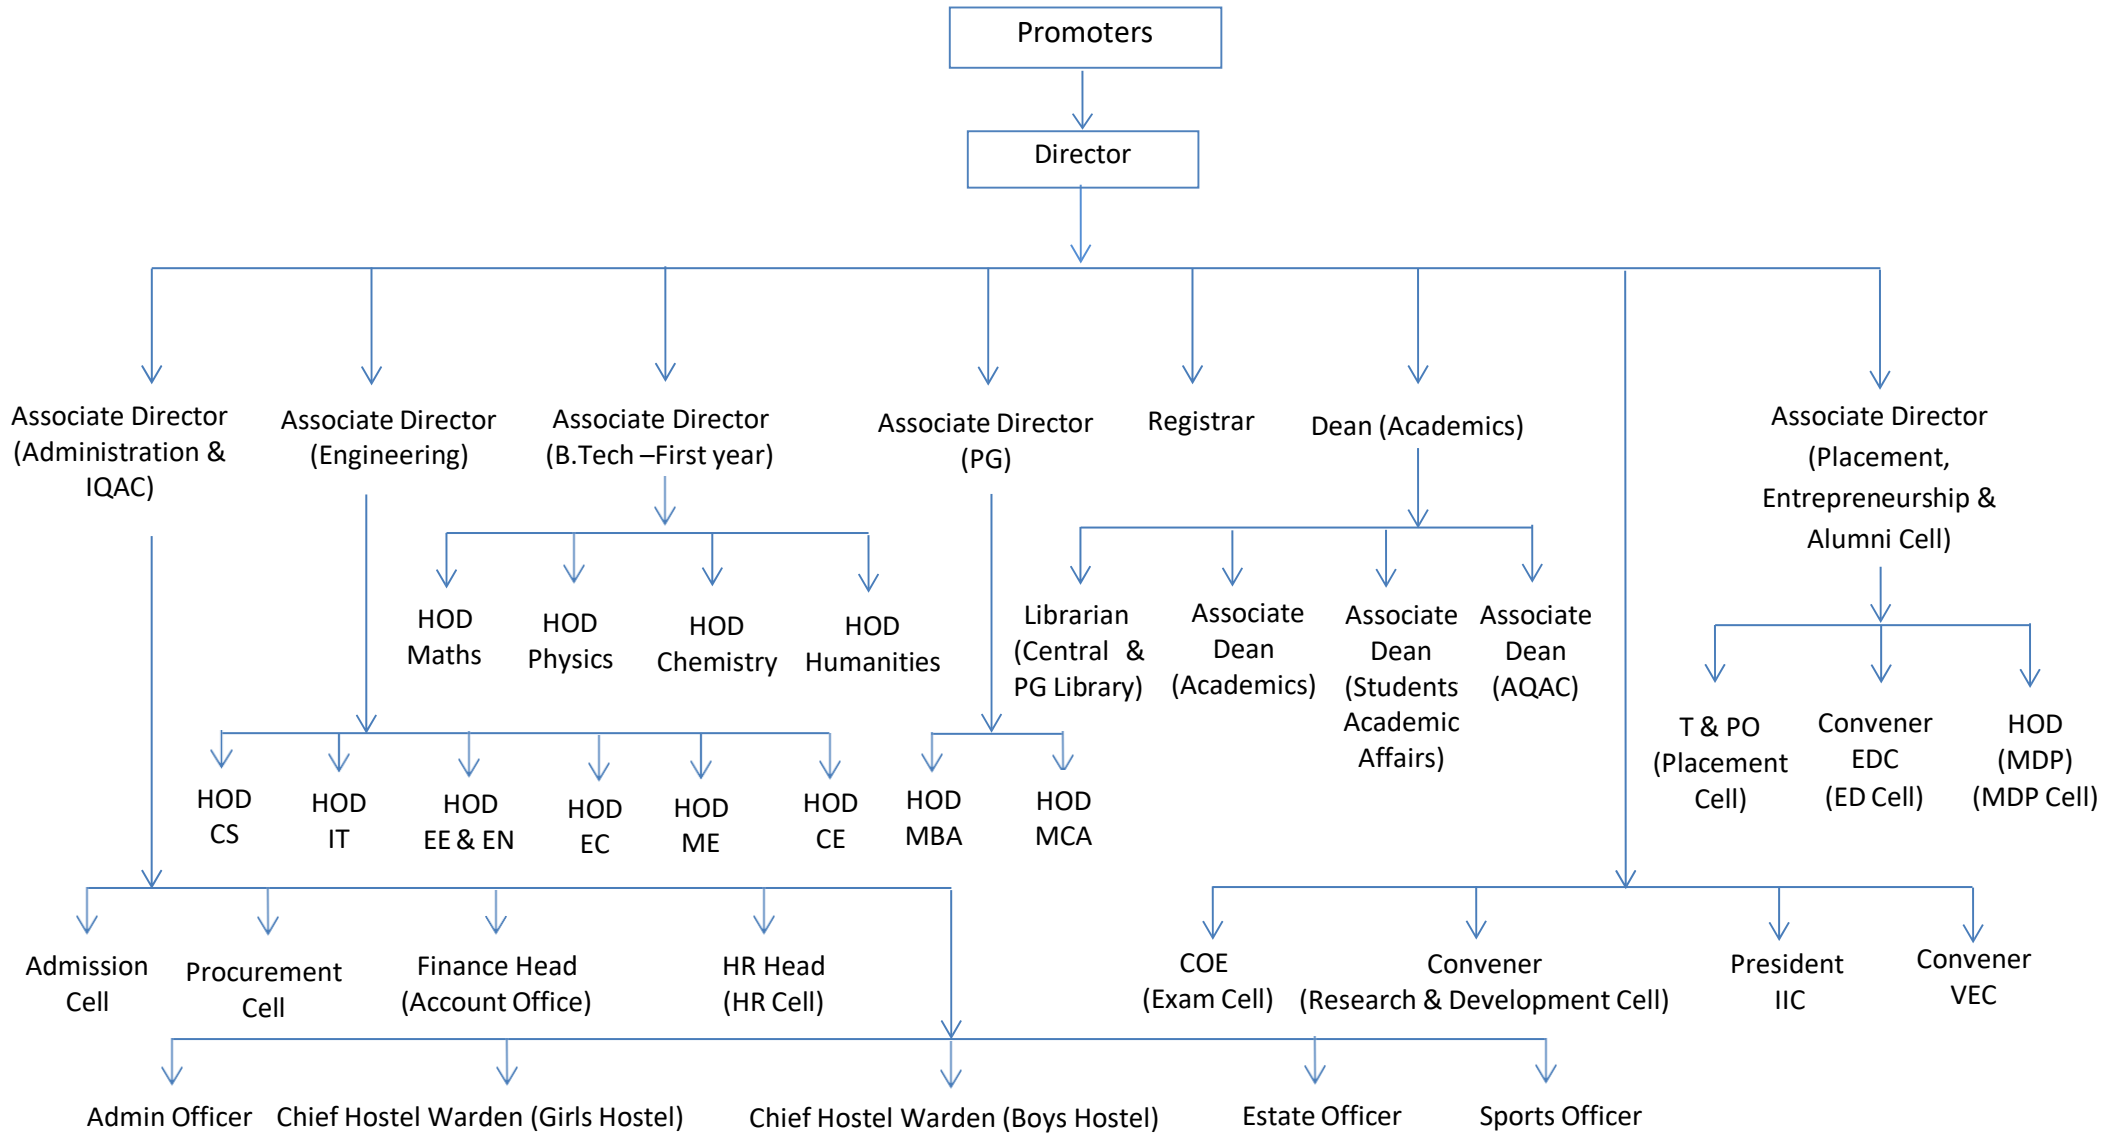 Promoters
Director
Associate Director
(Administration &
IQAC)
Associate Director
(Engineering)
Associate Director
(B.Tech –First year)
Associate Director
(PG)
Registrar
Dean (Academics)
Associate Director
(Placement,
Entrepreneurship &
Alumni Cell)
HOD
Maths
HOD
Physics
HOD
Chemistry
HOD
Humanities
Librarian
(Central & 
PG Library)
Associate
Dean
(Academics)
Associate
Dean
(Students
Academic
Affairs)
Associate
Dean
(AQAC)
T & PO
(Placement
Cell)
Convener
EDC
(ED Cell)
HOD
(MDP)
(MDP Cell)
HOD
CS
HOD
IT
HOD
EE & EN
HOD
EC
HOD
ME
HOD
CE
HOD
MBA
HOD
MCA
Admission
Cell
Procurement
Cell
Finance Head
(Account Office)
HR Head
(HR Cell)
COE
(Exam Cell)
Convener
(Research & Development Cell)
President
IIC
Convener
VEC
Admin Officer
Chief Hostel Warden (Girls Hostel)
Chief Hostel Warden (Boys Hostel)
Estate Officer
Sports Officer